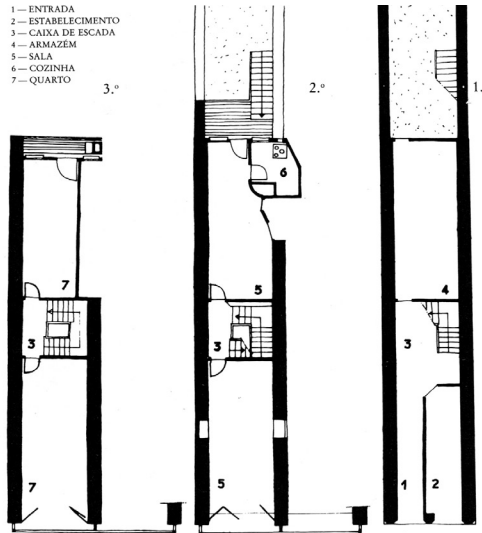 1 — ENTRADA
2 — ESTABELECIMENTO
3 — CAIXA DE ESCADA
4 — ARMAZÉM
5 — SALA
6 — COZINHA
7 — QUARTO
3.º
2.º
1.
6
7
5
4
3
3
3
7
5
1
2